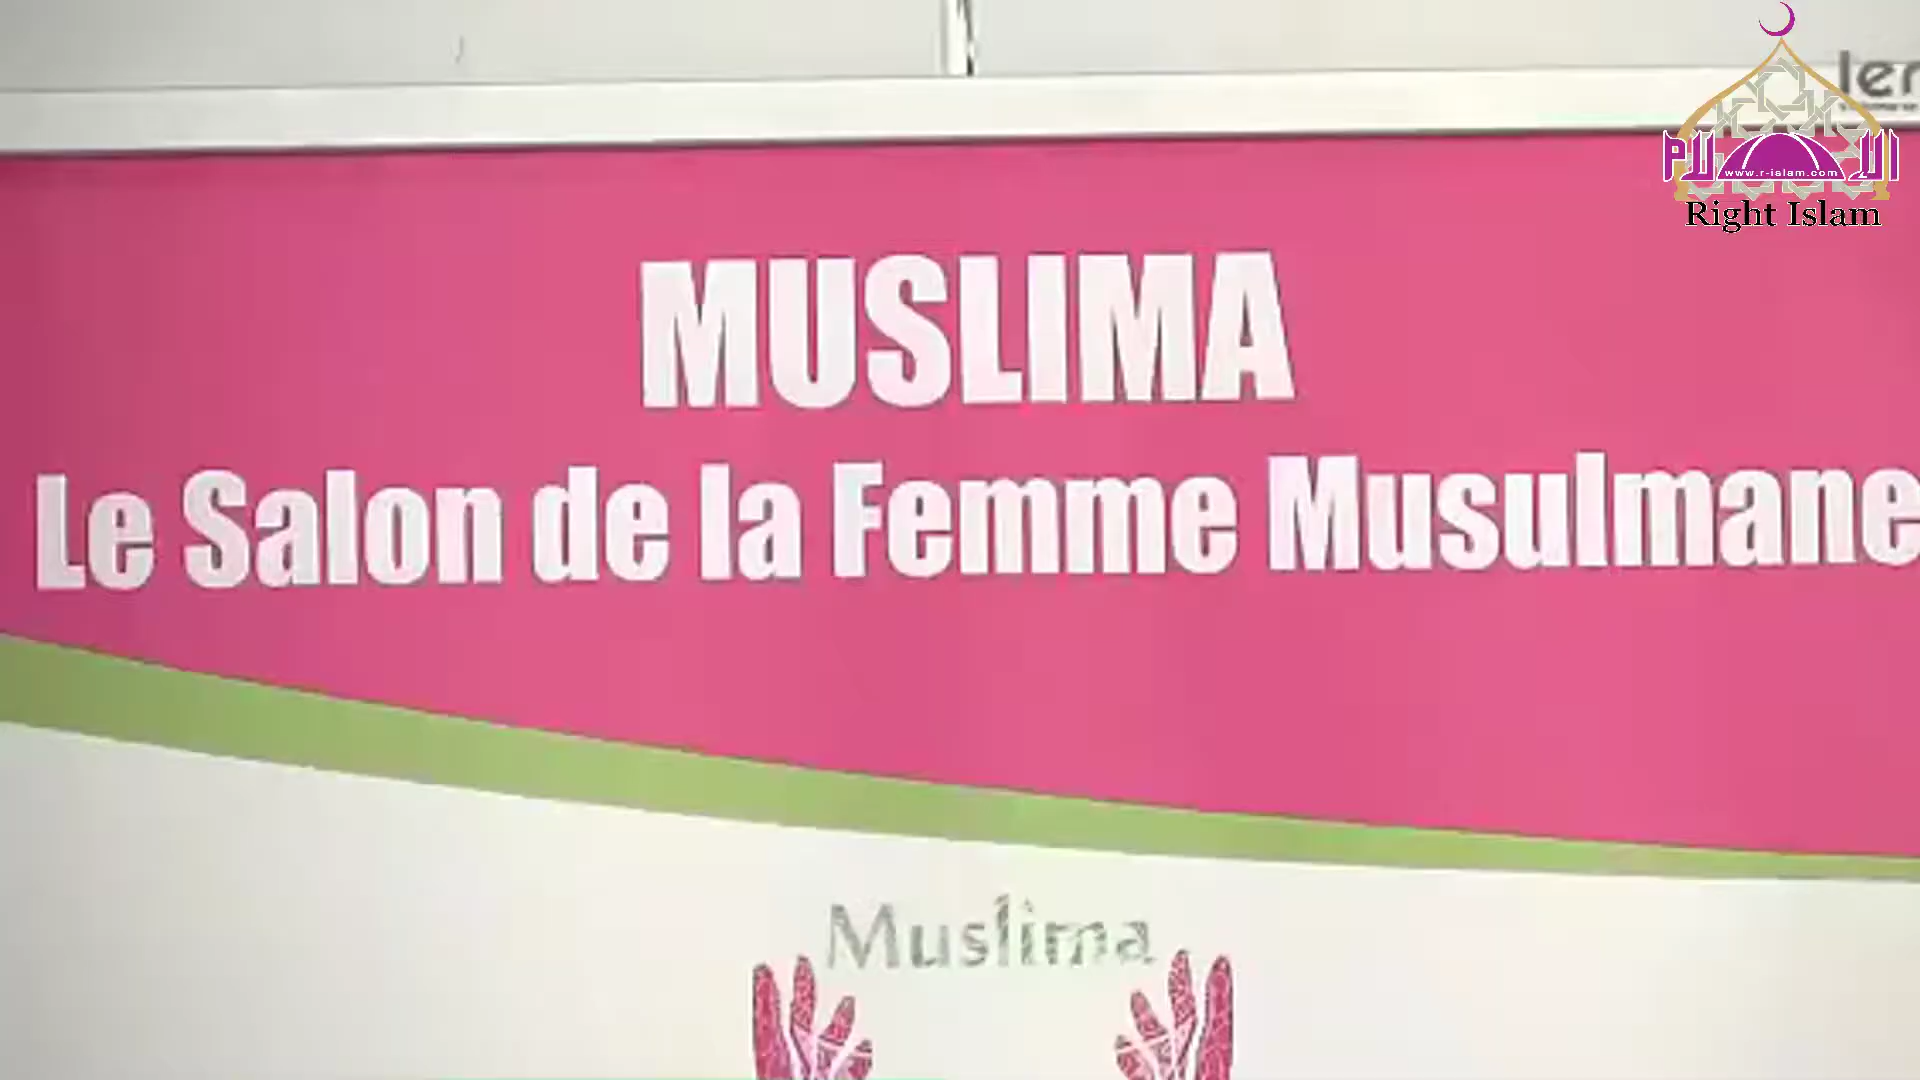 MUSLIMA
Le Salon de la Femme Musulmane
Muslima
www.r-islam.com
Right Islam